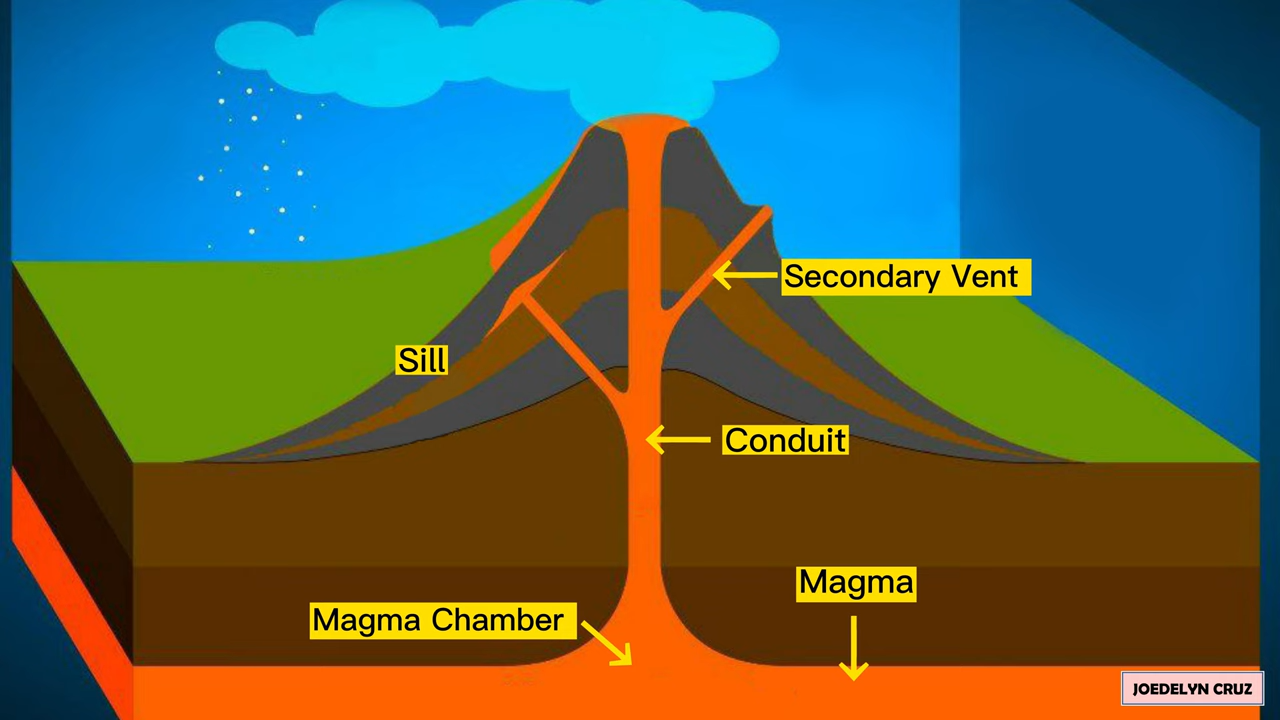 Secondary Vent
Sill
Conduit
Magma
Magma Chamber
JOEDELYN CRUZ